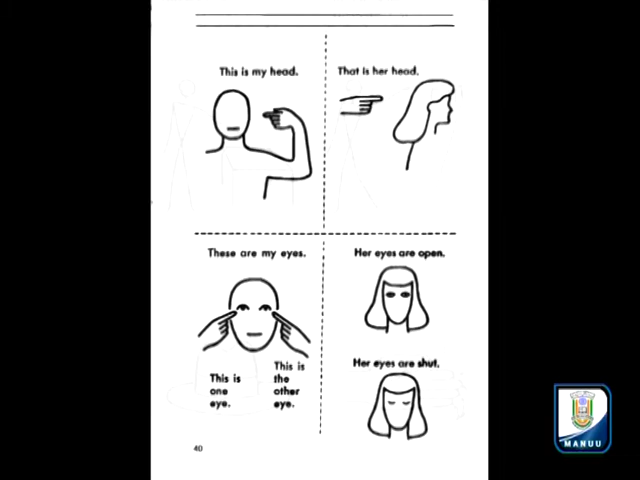 This is my head.
That is her head.
These are my eyes.
This is
one
eye.
This is
the
other
eye.
Her eyes are open.
Her eyes are shut.
40
MANUU